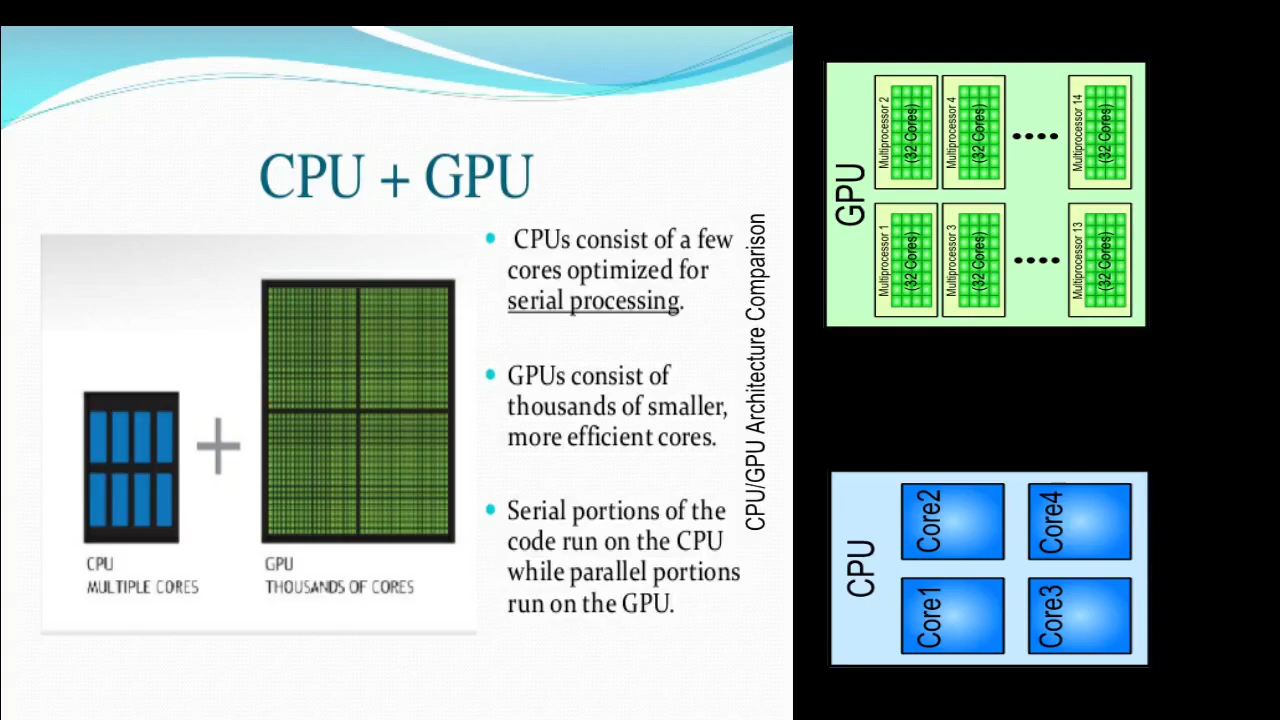 CPU + GPU
CPUs consist of a few
cores optimized for
serial processing.
GPUs consist of
thousands of smaller,
more efficient cores.
Serial portions of the
code run on the CPU
while parallel portions
run on the GPU.
CPU
MULTIPLE CORES
GPU
THOUSANDS OF CORES
CPU/GPU Architecture Comparison
GPU
Multiprocessor 2
(32 Cores)
Multiprocessor 4
(32 Cores)
Multiprocessor 14
(32 Cores)
Multiprocessor 1
(32 Cores)
Multiprocessor 3
(32 Cores)
Multiprocessor 13
(32 Cores)
CPU
Core2
Core4
Core1
Core3